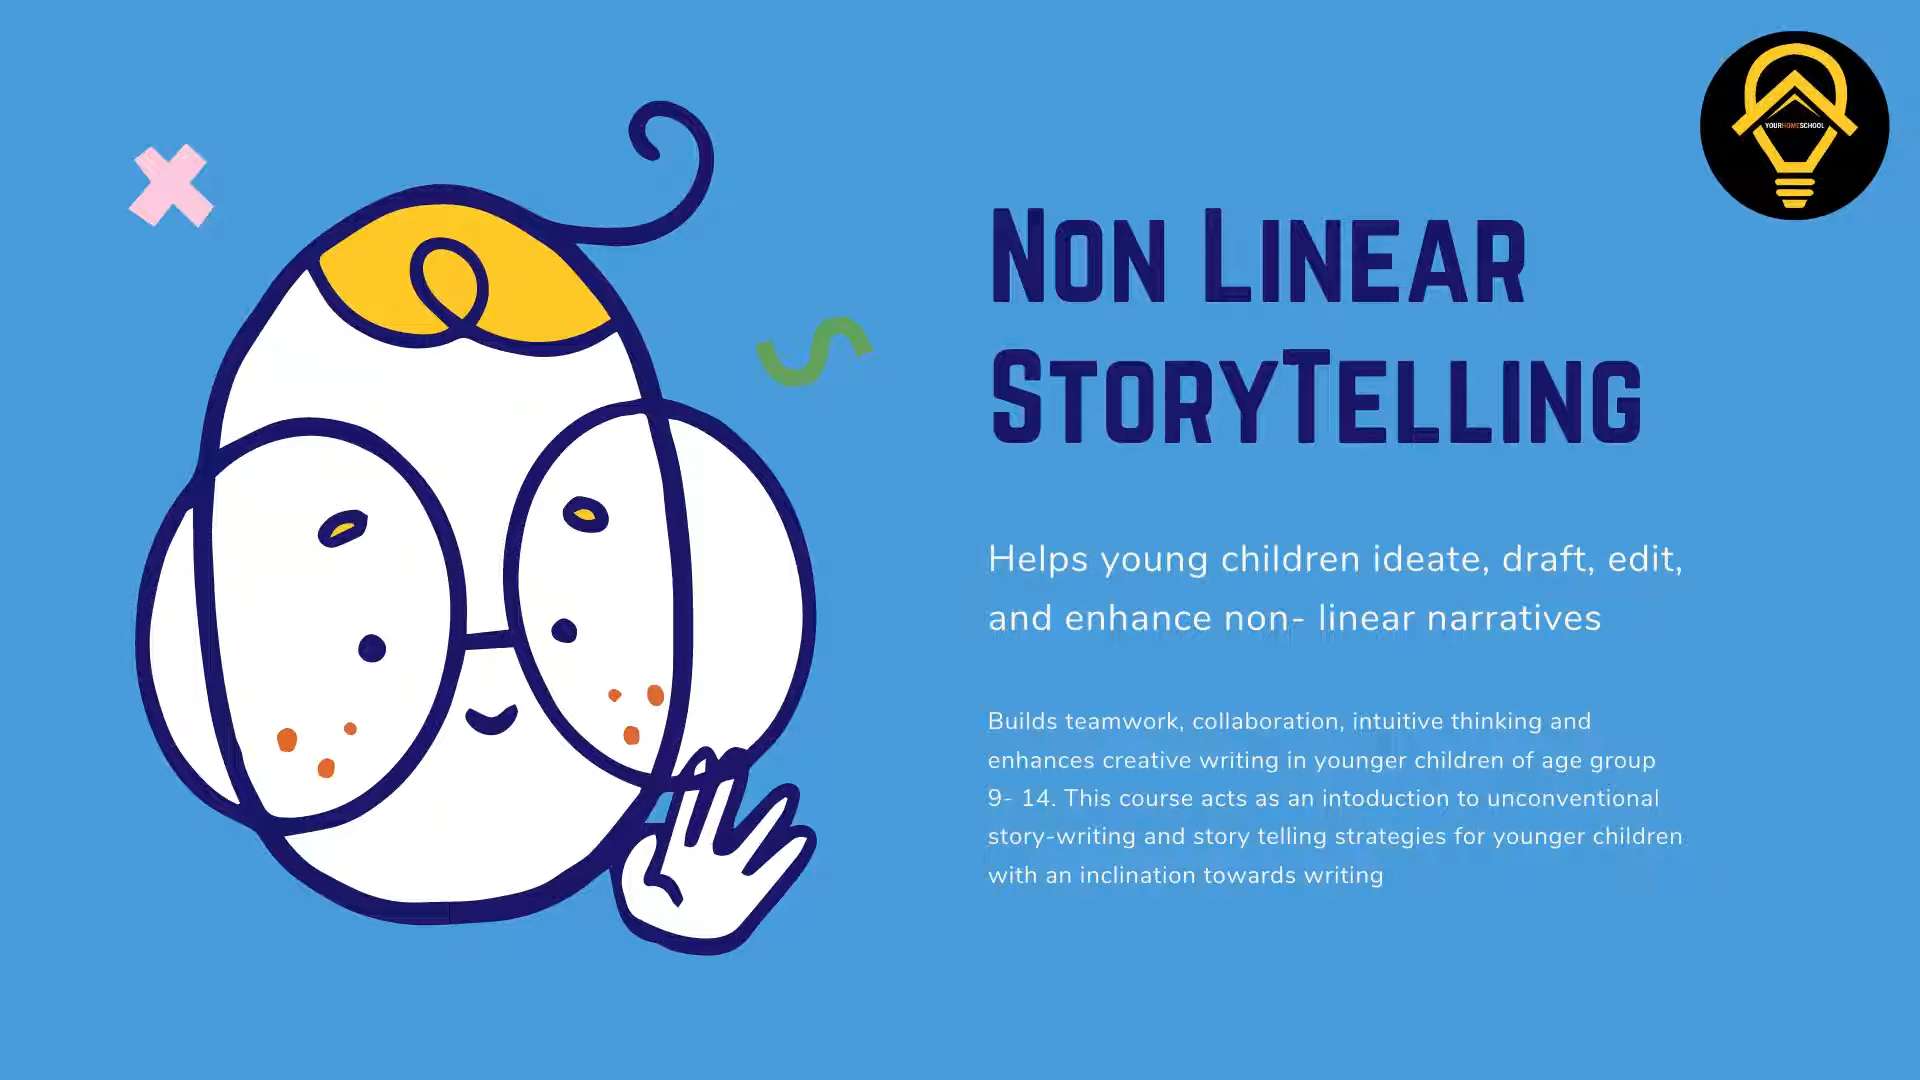 YOURHOMESCHOOL
Non Linear
StoryTelling
Helps young children ideate, draft, edit,
and enhance non- linear narratives
Builds teamwork, collaboration, intuitive thinking and
enhances creative writing in younger children of age group
9- 14. This course acts as an intoduction to unconventional
story-writing and story telling strategies for younger children
with an inclination towards writing